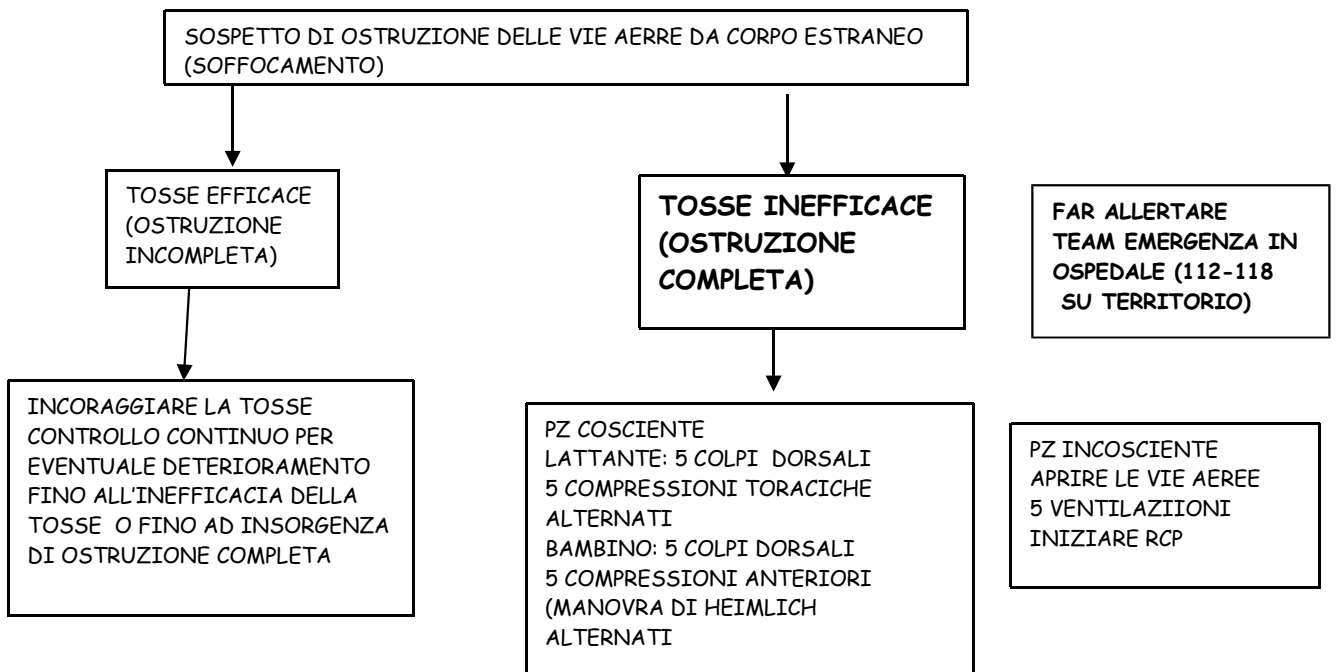 SOSPETTO DI OSTRUZIONE DELLE VIE AERRE DA CORPO ESTRANEO
(SOFFOCAMENTO)
TOSSE EFFICACE
(OSTRUZIONE
INCOMPLETA)
TOSSE INEFFICACE
(OSTRUZIONE
COMPLETA)
FAR ALLERTARE
TEAM EMERGENZA IN
OSPEDALE (112-118
SU TERRITORIO)
INCORAGGIARE LA TOSSE
CONTROLLO CONTINUO PER
EVENTUALE DETERIORAMENTO
FINO ALL'INEFFICACIA DELLA
TOSSE O FINO AD INSORGENZA
DI OSTRUZIONE COMPLETA
PZ COSCIENTE
LATTANTE: 5 COLPI DORSALI
5 COMPRESSIONI TORACICHE
ALTERNATI
BAMBINO: 5 COLPI DORSALI
5 COMPRESSIONI ANTERIORI
(MANOVRA DI HEIMLICH
ALTERNATI
PZ INCOSCIENTE
APRIRE LE VIE AEREE
5 VENTILAZIIONI
INIZIARE RCP